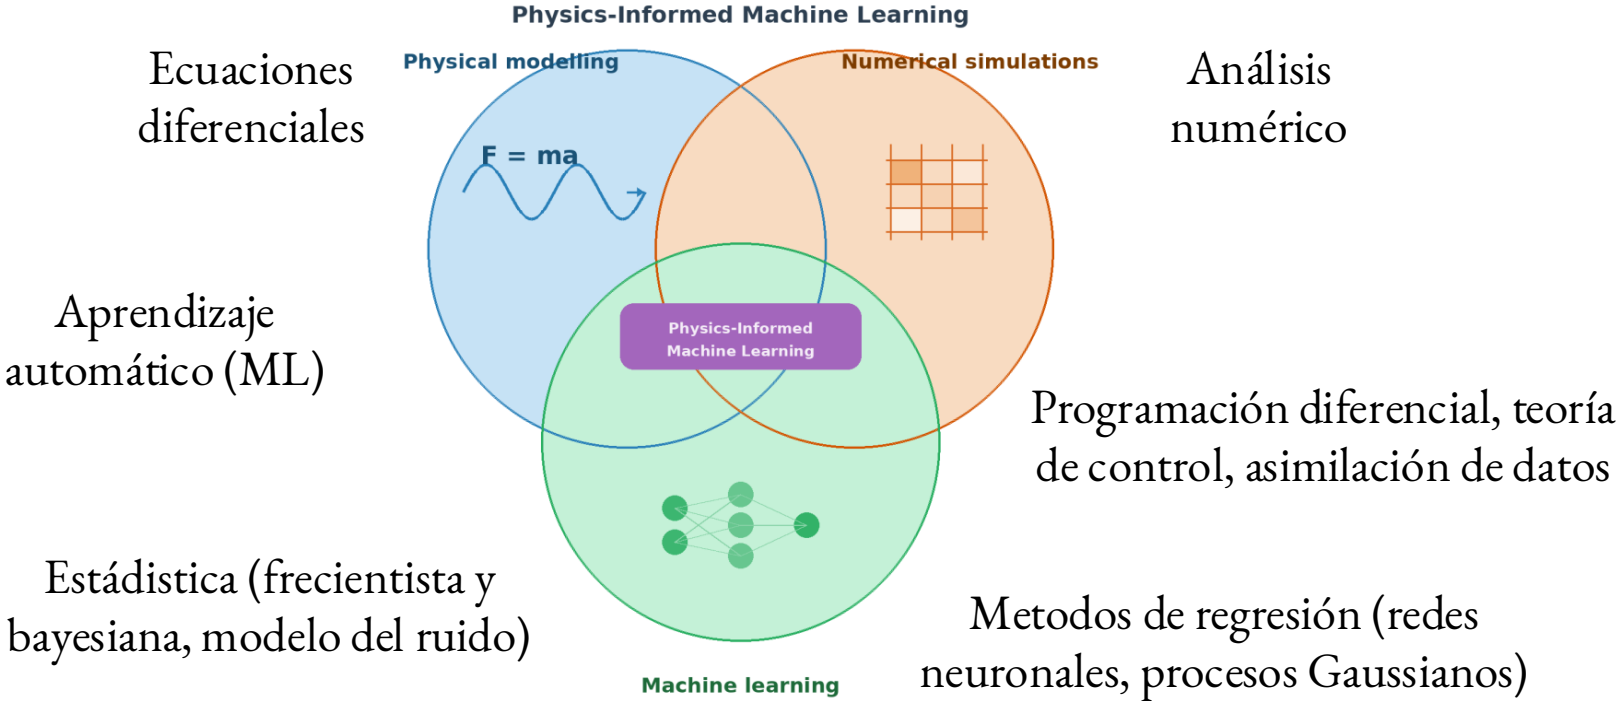 Physics-Informed Machine Learning
Ecuaciones
diferenciales
Physical modelling
Numerical simulations
Análisis
numérico
F = ma
Aprendizaje
automático (ML)
Physics-Informed
Machine Learning
Programación diferencial, teoría
de control, asimilación de datos
Estádistica (frecientista y
bayesiana, modelo del ruido)
Metodos de regresión (redes
neuronales, procesos Gaussianos)
Machine learning